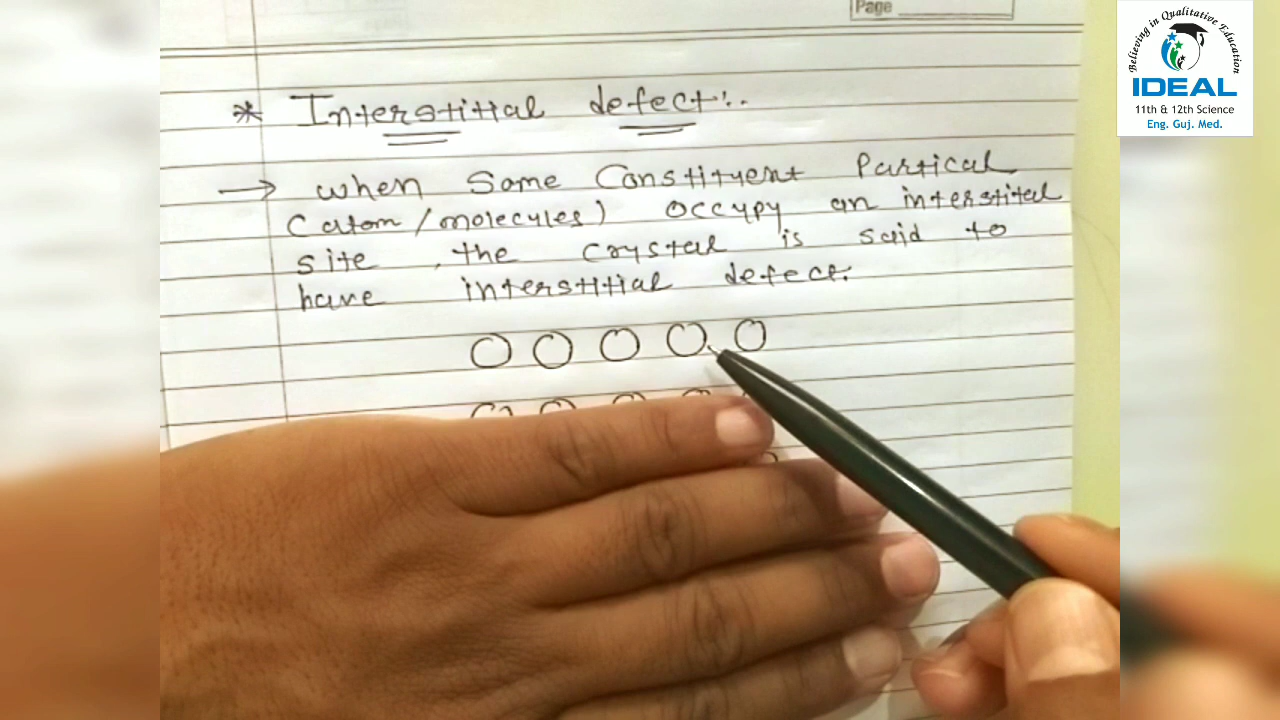 Page
Believing in Qualitative Education
IDEAL
11th & 12th Science
Eng. Guj. Med.
* Interstitial defect:.
→ when Some Constituent Partical
(atom/molecules) occupy an interstital
site, the crystal is said to
have interstitial defect.